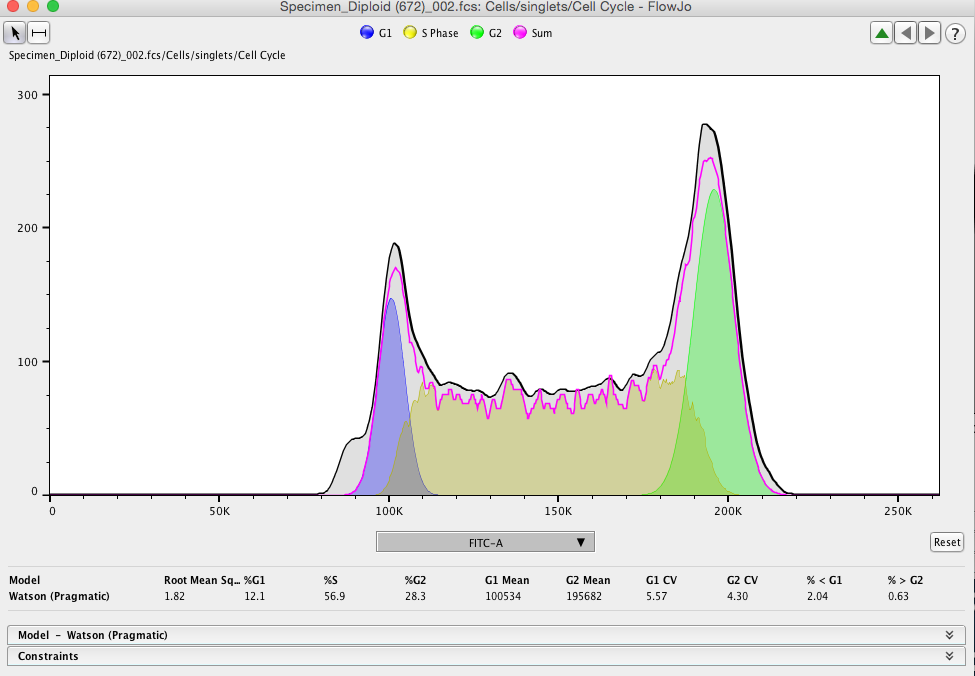 Specimen_Diploid (672)_002.fcs: Cells/singlets/Cell Cycle - FlowJo
G1 S Phase G2 Sum
?
Specimen_Diploid (672)_002.fcs/Cells/singlets/Cell Cycle
300
200
100
0
0 50K 100K 150K 200K 250K
FITC-A
Reset
Model Root Mean Sq... %G1 %S %G2 G1 Mean G2 Mean G1 CV G2 CV % < G1 % > G2
Watson (Pragmatic) 1.82 12.1 56.9 28.3 100534 195682 5.57 4.30 2.04 0.63
Model - Watson (Pragmatic)
Constraints